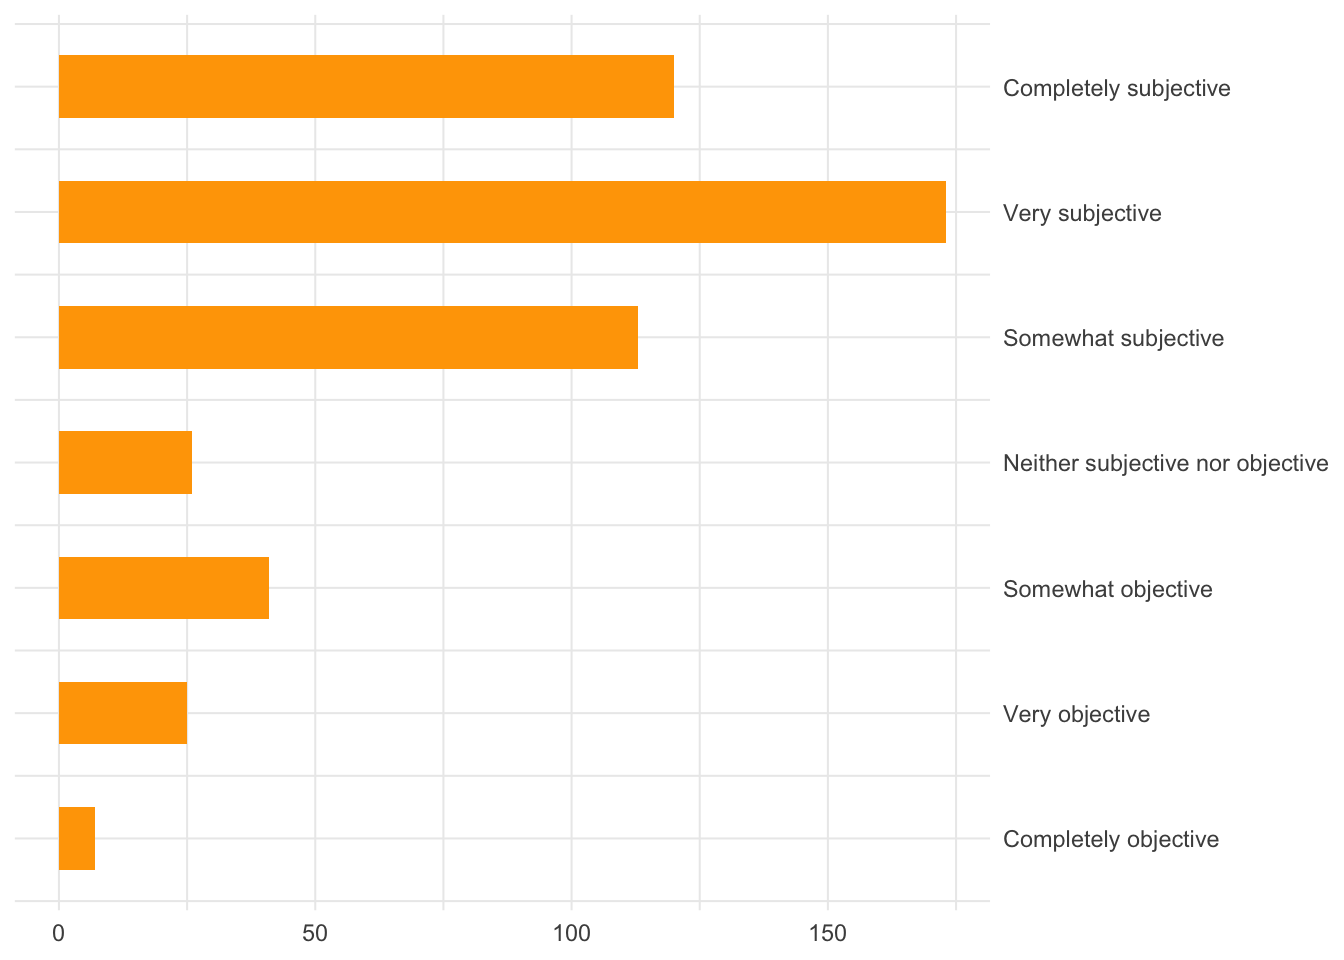 Completely subjective
Very subjective
Somewhat subjective
Neither subjective nor objective
Somewhat objective
Very objective
Completely objective
0 50 100 150